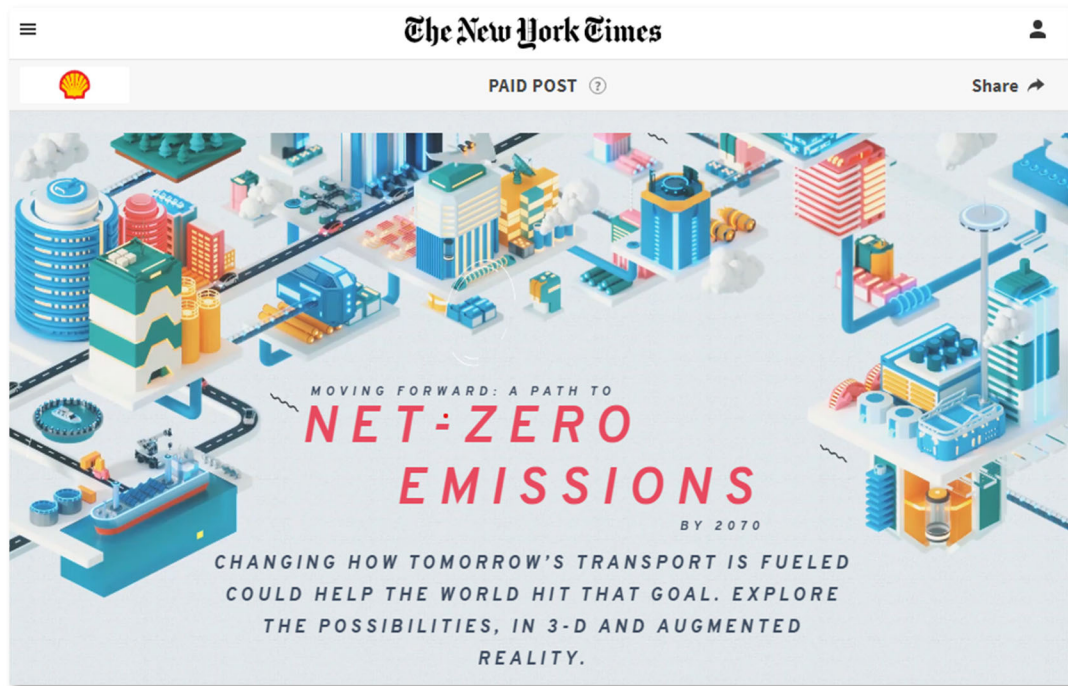 The New York Times
PAID POST ?
Share
MOVING FORWARD: A PATH TO
NET-ZERO
EMISSIONS
BY 2070
CHANGING HOW TOMORROW'S TRANSPORT IS FUELED
COULD HELP THE WORLD HIT THAT GOAL. EXPLORE
THE POSSIBILITIES, IN 3-D AND AUGMENTED
REALITY.